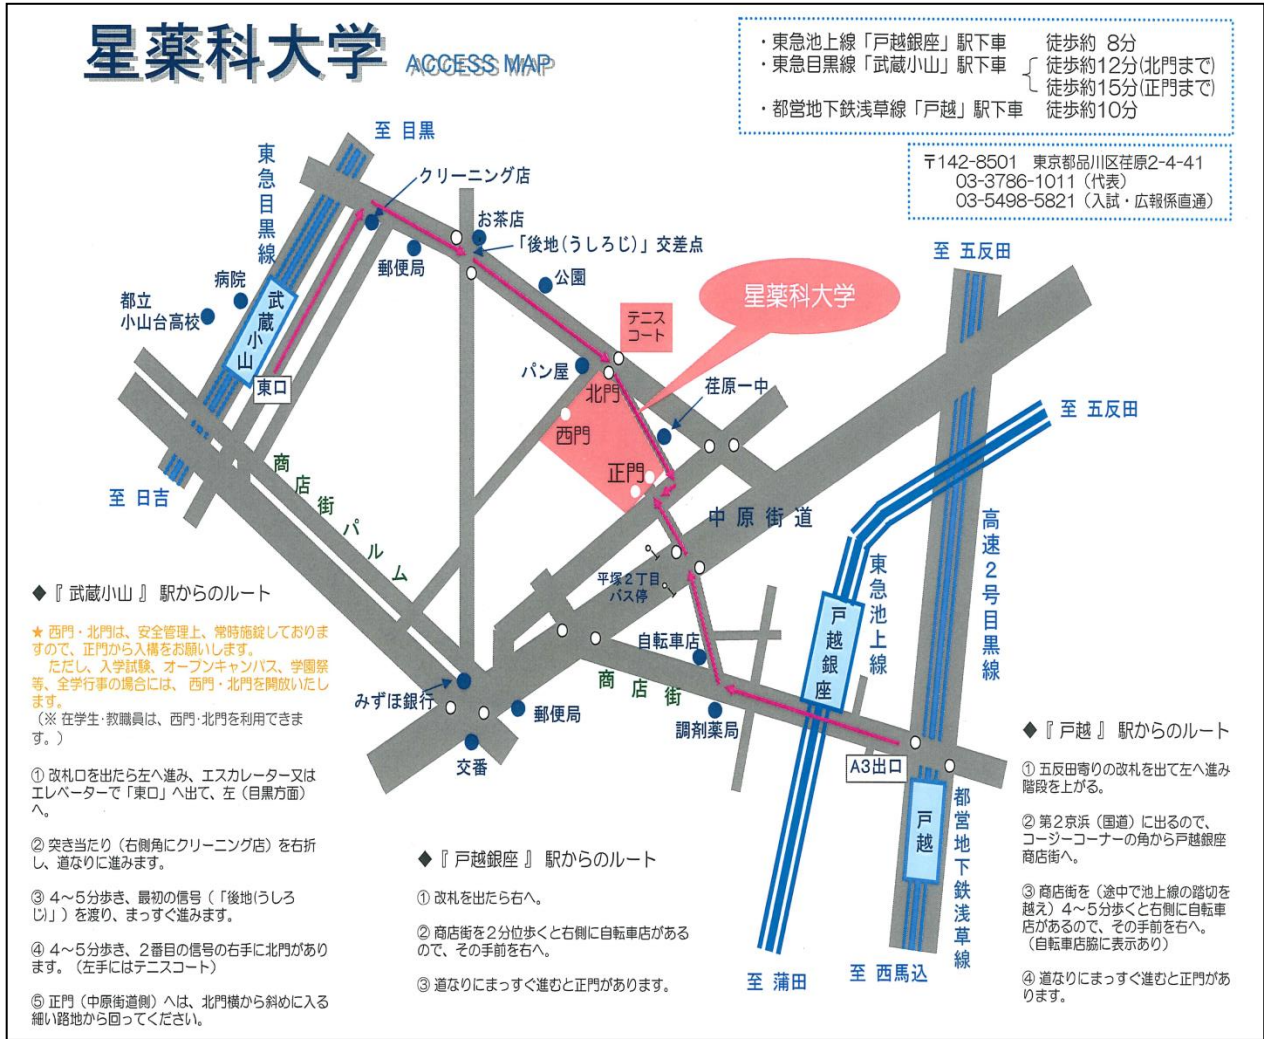 星薬科大学 ACCESS MAP
・東急池上線「戸越銀座」駅下車 徒歩約 8分
・東急目黒線「武蔵小山」駅下車 徒歩約12分(北門まで)
徒歩約15分(正門まで)
・都営地下鉄浅草線「戸越」駅下車 徒歩約10分
〒142-8501 東京都品川区荏原2-4-41
03-3786-1011（代表）
03-5498-5821（入試・広報係直通）
至 目黒
東急目黒線
クリーニング店
お茶店
「後地(うしろじ)」交差点
郵便局
公園
病院
都立
小山台高校
武蔵小山
東口
テニス
コート
星薬科大学
至 五反田
パン屋
北門
荏原一中
至 五反田
西門
正門
至 日吉
商店街パルム
中原街道
高速2号目黒線
東急池上線
平塚2丁目
バス停
戸越銀座
自転車店
商店街
みずほ銀行
郵便局
調剤薬局
交番
A3出口
戸越
都営地下鉄浅草線
至 蒲田
至 西馬込
◆『 武蔵小山 』 駅からのルート
★ 西門・北門は、安全管理上、常時施錠しておりま
すので、正門から入構をお願いします。
ただし、入学試験、オープンキャンパス、学園祭
等、全学行事の場合には、 西門・北門を開放いたし
ます。
（※ 在学生・教職員は、西門・北門を利用できま
す。）
① 改札口を出たら左へ進み、エスカレーター又は
エレベーターで「東口」へ出て、左（目黒方面）
へ。
② 突き当たり（右側角にクリーニング店）を右折
し、道なりに進みます。
③ 4～5分歩き、最初の信号（「後地(うしろ
じ)」）を渡り、まっすぐ進みます。
④ 4～5分歩き、2番目の信号の右手に北門があり
ます。（左手にはテニスコート）
⑤ 正門（中原街道側）へは、北門横から斜めに入る
細い路地から回ってください。
◆『 戸越銀座 』 駅からのルート
① 改札を出たら右へ。
② 商店街を2分位歩くと右側に自転車店がある
ので、その手前を右へ。
③ 道なりにまっすぐ進むと正門があります。
◆『 戸越 』 駅からのルート
① 五反田寄りの改札を出て左へ進み
階段を上がる。
② 第2京浜（国道）に出るので、
コージーコーナーの角から戸越銀座
商店街へ。
③ 商店街を（途中で池上線の踏切を
越え）4～5分歩くと右側に自転車
店があるので、その手前を右へ。
（自転車店脇に表示あり）
④ 道なりにまっすぐ進むと正門があ
ります。